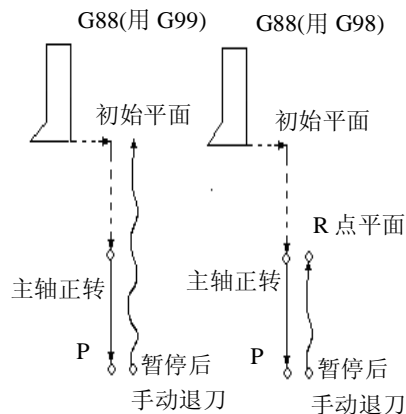 G88(用 G99)
初始平面
主轴正转
P
暂停后
手动退刀
G88(用 G98)
初始平面
R 点平面
主轴正转
P
暂停后
手动退刀